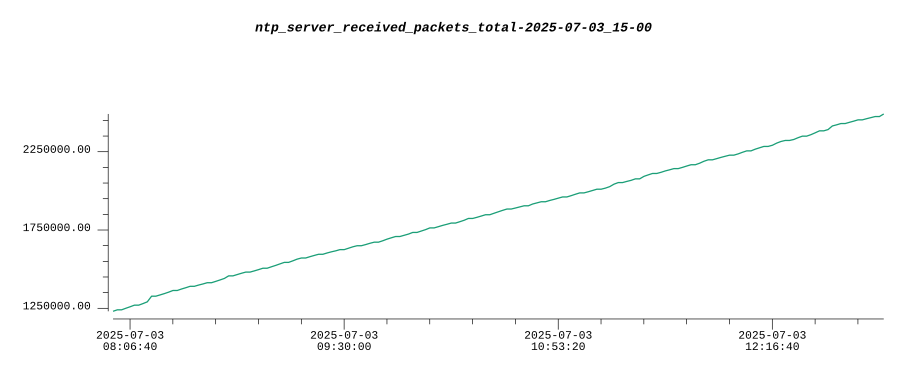 ntp_server_received_packets_total-2025-07-03_15-00
2250000.00
1750000.00
1250000.00
2025-07-03 2025-07-03 2025-07-03 2025-07-03
08:06:40 09:30:00 10:53:20 12:16:40